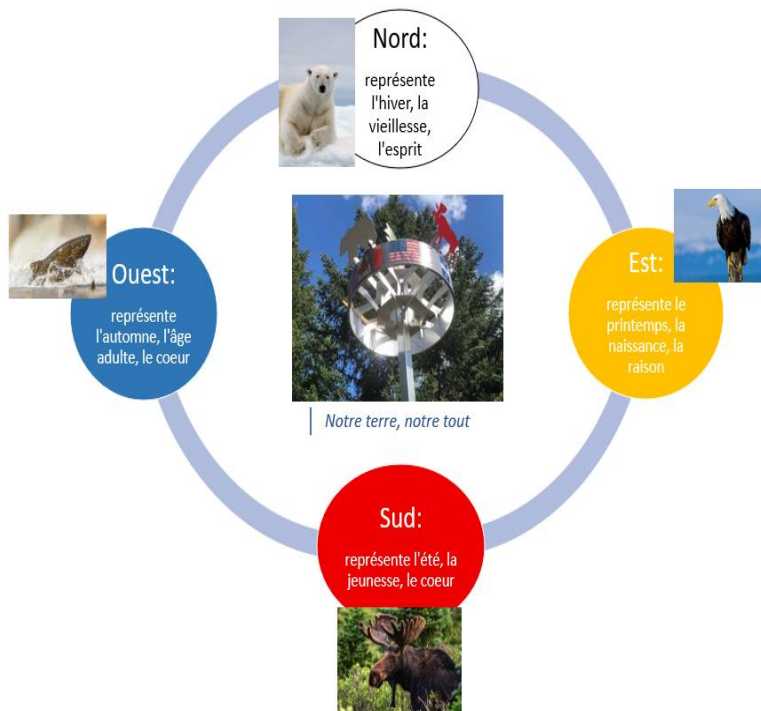 Nord:
représente
l'hiver, la
vieillesse,
l'esprit
Ouest:
représente
l'automne, l'âge
adulte, le coeur
Est:
représente le
printemps, la
naissance, la
raison
Notre terre, notre tout
Sud:
représente l'été, la
jeunesse, le coeur